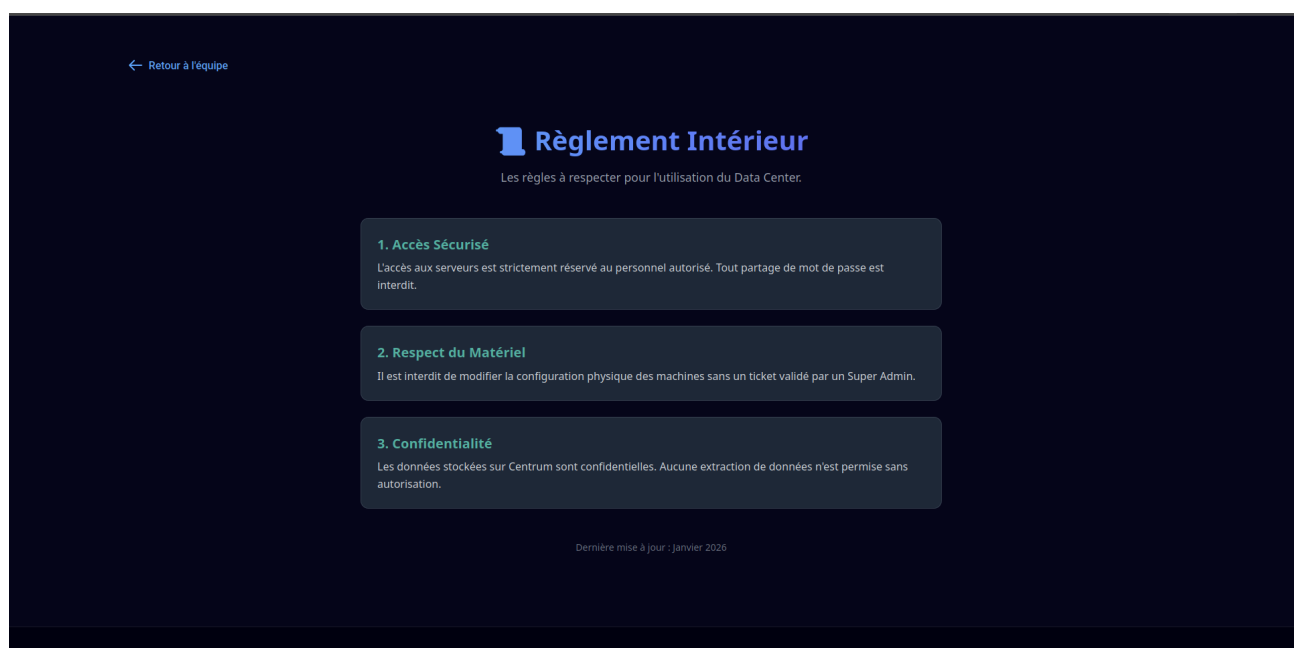 Retour à l'équipe
Règlement Intérieur
Les règles à respecter pour l'utilisation du Data Center.
1. Accès Sécurisé
L'accès aux serveurs est strictement réservé au personnel autorisé. Tout partage de mot de passe est
interdit.
2. Respect du Matériel
Il est interdit de modifier la configuration physique des machines sans un ticket validé par un Super Admin.
3. Confidentialité
Les données stockées sur Centrum sont confidentielles. Aucune extraction de données n'est permise sans
autorisation.
Dernière mise à jour : Janvier 2026